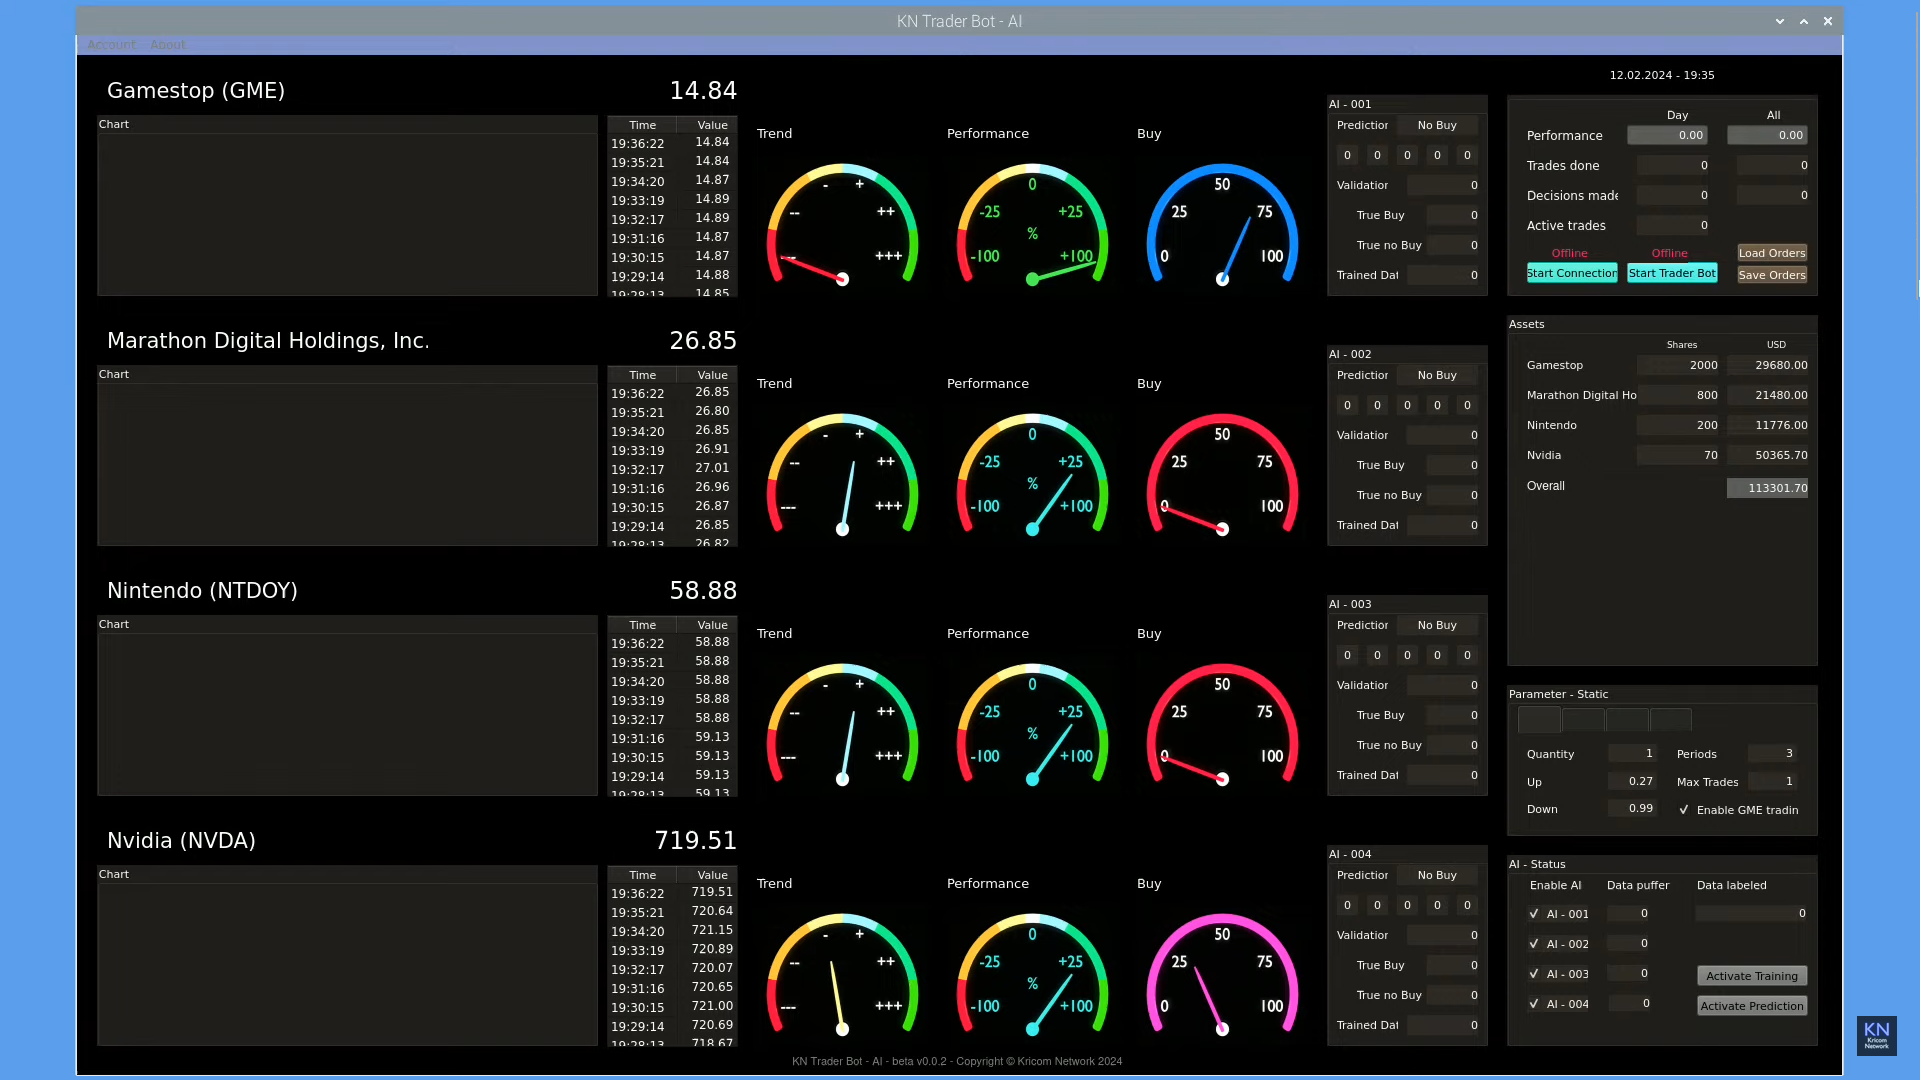 KN Trader Bot - AI
Account About
12.02.2024 - 19:35
Gamestop (GME) 14.84
Chart
Time Value
19:36:22 14.84
19:35:21 14.84
19:34:20 14.87
19:33:19 14.89
19:32:17 14.89
19:31:16 14.87
19:30:15 14.87
19:29:14 14.88
19:28:13 14.85
Trend
--- -- - + ++ +++
Performance
-100 -25 0 +25 +100
%
Buy
0 25 50 75 100
AI - 001
Predictior No Buy
0 0 0 0 0
Validatior 0
True Buy 0
True no Buy 0
Trained Dat 0
Marathon Digital Holdings, Inc. 26.85
Chart
Time Value
19:36:22 26.85
19:35:21 26.80
19:34:20 26.85
19:33:19 26.91
19:32:17 27.01
19:31:16 26.96
19:30:15 26.87
19:29:14 26.85
19:28:13 26.82
Trend
--- -- - + ++ +++
Performance
-100 -25 0 +25 +100
%
Buy
0 25 50 75 100
AI - 002
Predictior No Buy
0 0 0 0 0
Validatior 0
True Buy 0
True no Buy 0
Trained Dat 0
Nintendo (NTDOY) 58.88
Chart
Time Value
19:36:22 58.88
19:35:21 58.88
19:34:20 58.88
19:33:19 58.88
19:32:17 58.88
19:31:16 59.13
19:30:15 59.13
19:29:14 59.13
19:28:13 59.13
Trend
--- -- - + ++ +++
Performance
-100 -25 0 +25 +100
%
Buy
0 25 50 75 100
AI - 003
Predictior No Buy
0 0 0 0 0
Validatior 0
True Buy 0
True no Buy 0
Trained Dat 0
Nvidia (NVDA) 719.51
Chart
Time Value
19:36:22 719.51
19:35:21 720.64
19:34:20 721.15
19:33:19 720.89
19:32:17 720.07
19:31:16 720.65
19:30:15 721.00
19:29:14 720.69
19:28:13 718.67
Trend
--- -- - + ++ +++
Performance
-100 -25 0 +25 +100
%
Buy
0 25 50 75 100
AI - 004
Predictior No Buy
0 0 0 0 0
Validatior 0
True Buy 0
True no Buy 0
Trained Dat 0
Day All
Performance 0.00 0.00
Trades done 0 0
Decisions made 0 0
Active trades 0
Offline Offline Load Orders
Start Connection Start Trader Bot Save Orders
Assets
Shares USD
Gamestop 2000 29680.00
Marathon Digital Ho 800 21480.00
Nintendo 200 11776.00
Nvidia 70 50365.70
Overall 113301.70
Parameter - Static
Quantity 1 Periods 3
Up 0.27 Max Trades 1
Down 0.99 ✓ Enable GME tradin
AI - Status
Enable AI Data puffer Data labeled
✓ AI - 001 0 0
✓ AI - 002 0
✓ AI - 003 0 Activate Training
✓ AI - 004 0 Activate Prediction
KN Trader Bot - AI - beta v0.0.2 - Copyright © Kricom Network 2024
KN
Kricom
Network